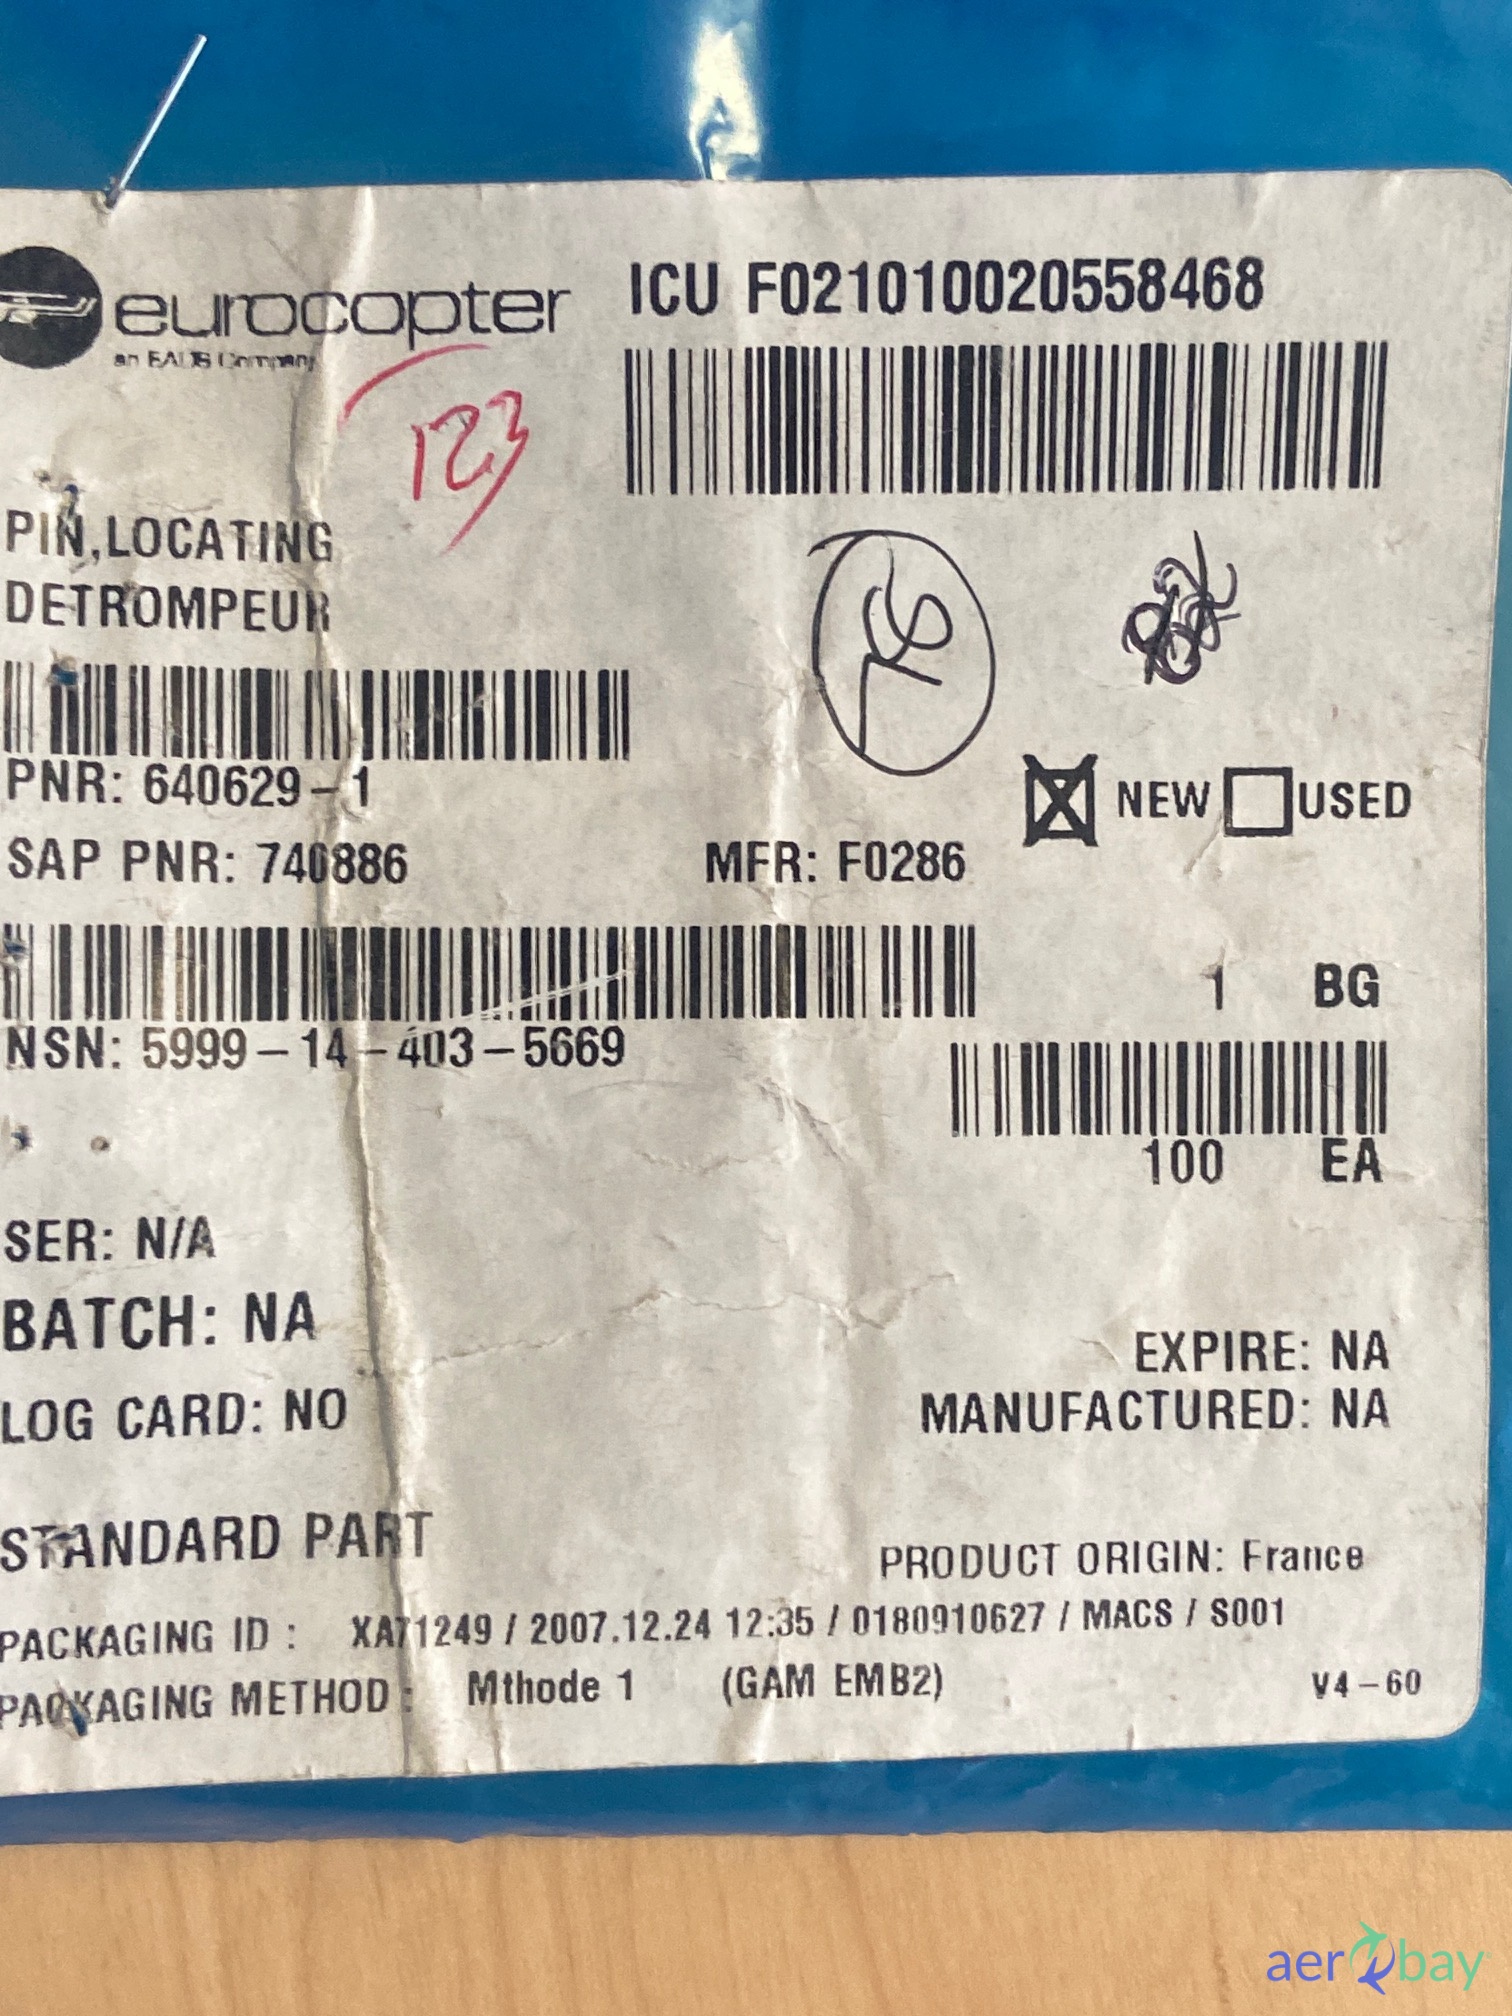 eurocopter
an EADS Company
ICU F021010020558468
123
PIN,LOCATING
DETROMPEUR
PNR: 640629-1
NEW USED
SAP PNR: 740886 MFR: F0286
1 BG
NSN: 5999-14-403-5669
100 EA
SER: N/A
BATCH: NA
EXPIRE: NA
LOG CARD: NO
MANUFACTURED: NA
STANDARD PART
PRODUCT ORIGIN: France
PACKAGING ID : XA71249 / 2007.12.24 12:35 / 0180910627 / MACS / S001
PACKAGING METHOD : Mthode 1 (GAM EMB2) V4-60
aerobay